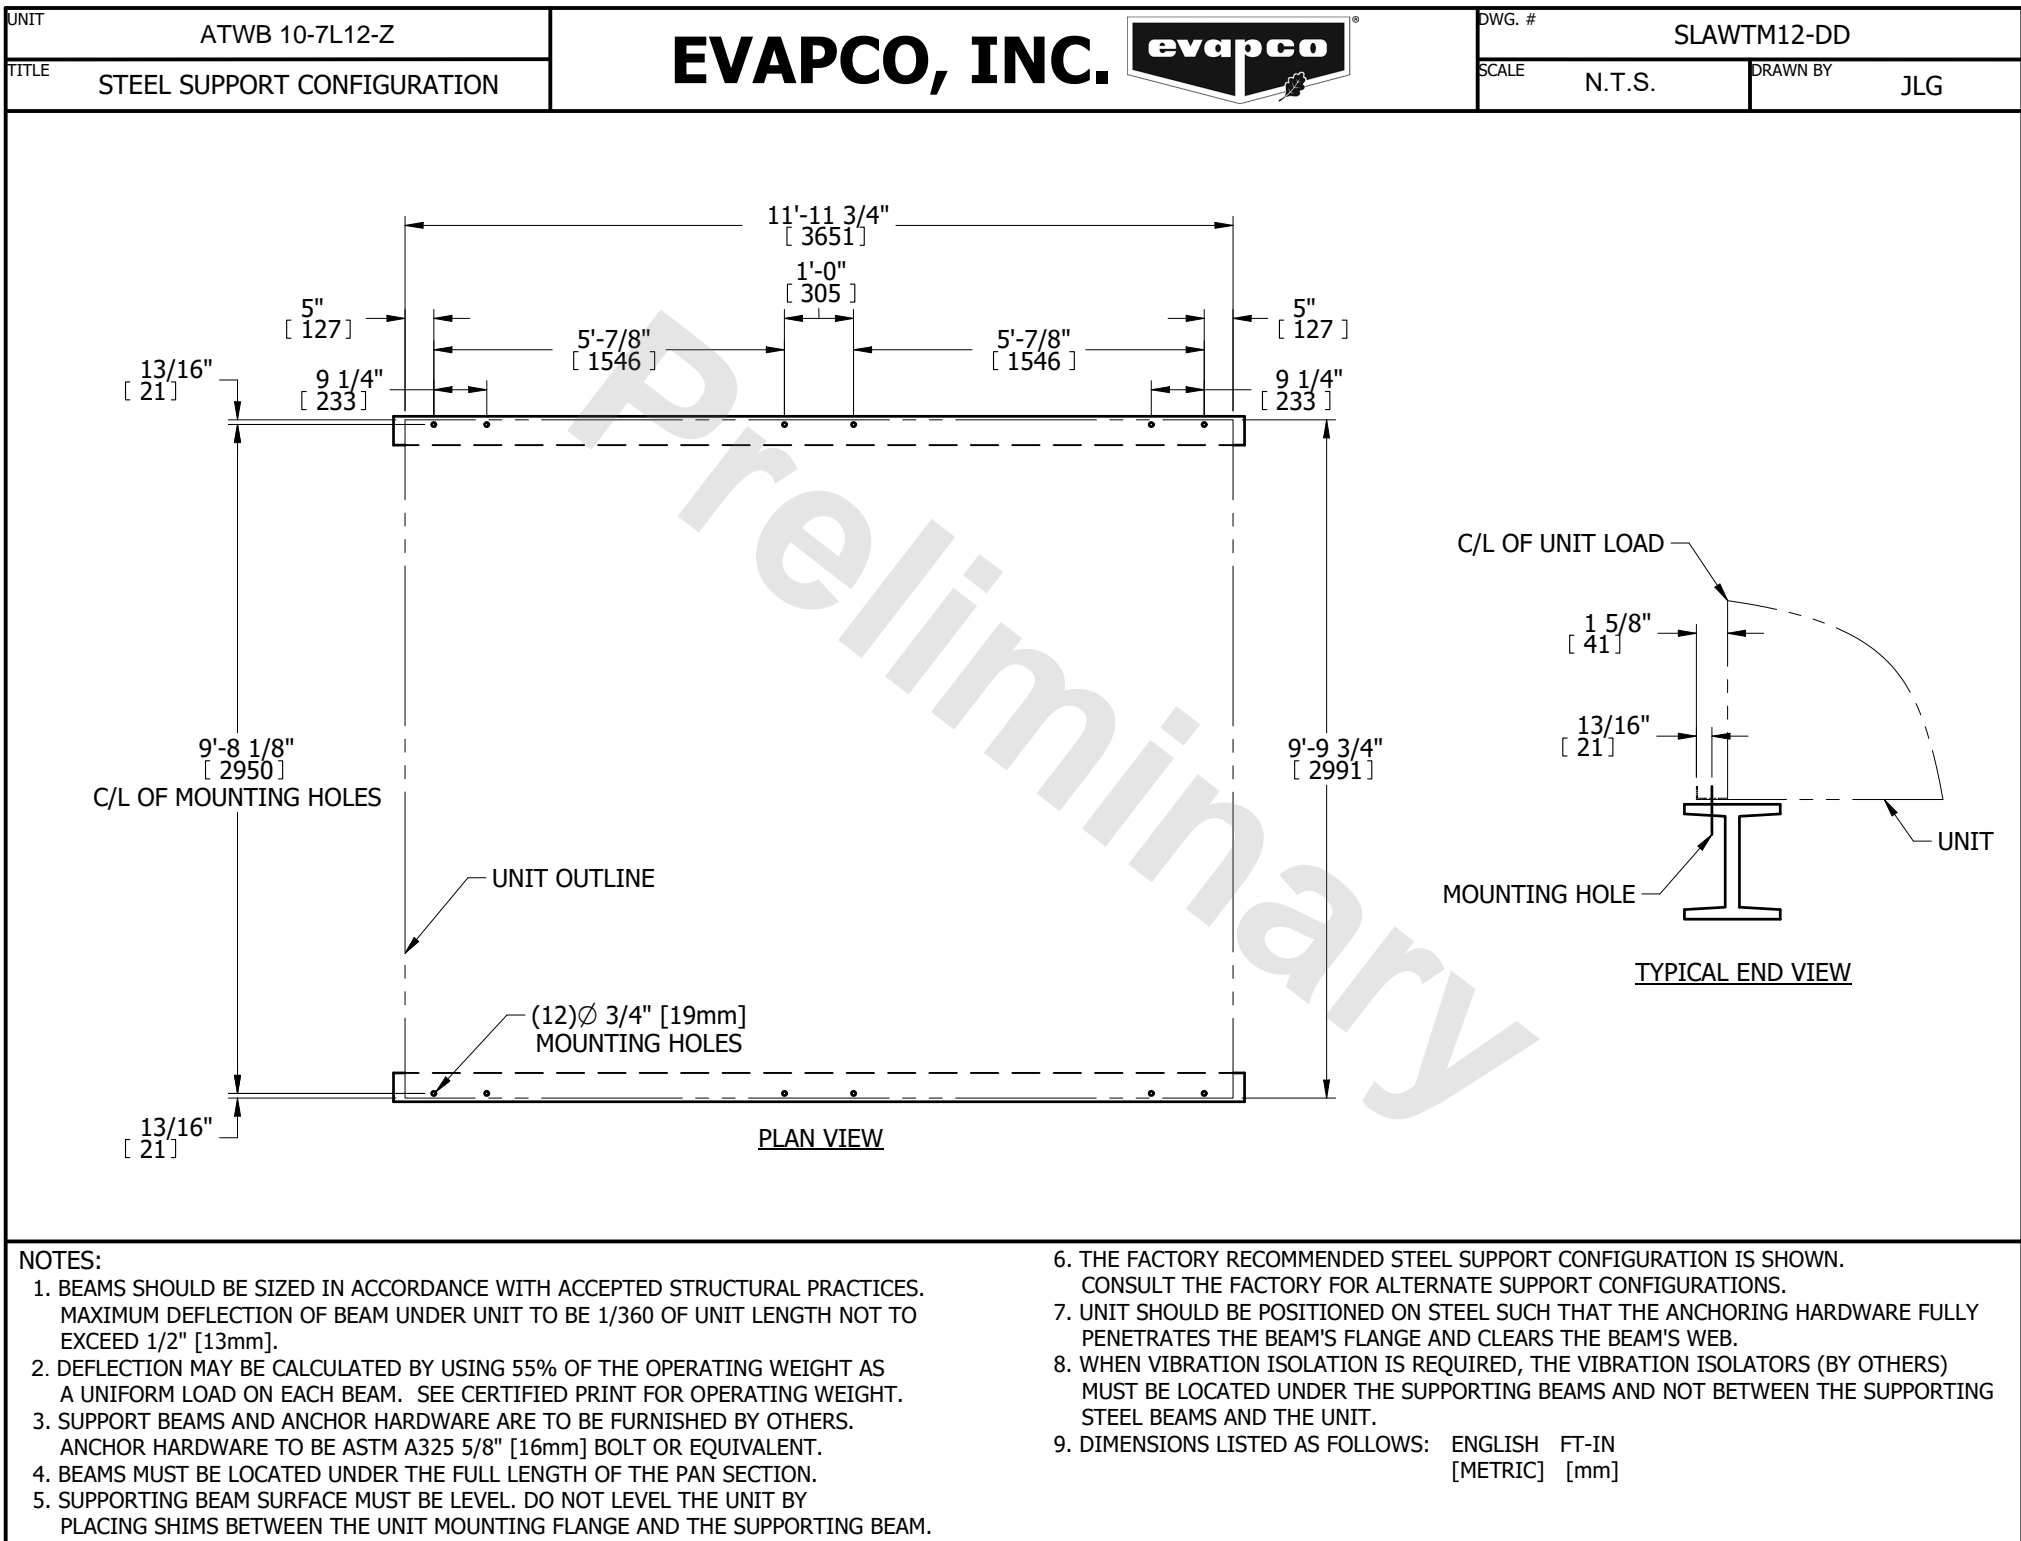 UNIT
ATWB 10-7L12-Z
TITLE
STEEL SUPPORT CONFIGURATION
EVAPCO, INC.
evapco
®
DWG. #
SLAWTM12-DD
SCALE
N.T.S.
DRAWN BY
JLG
11'-11 3/4"
[ 3651 ]
1'-0"
[ 305 ]
5"
[ 127 ]
5"
[ 127 ]
5'-7/8"
[ 1546 ]
5'-7/8"
[ 1546 ]
13/16"
[ 21 ]
9 1/4"
[ 233 ]
9 1/4"
[ 233 ]
Preliminary
C/L OF UNIT LOAD
1 5/8"
[ 41 ]
13/16"
[ 21 ]
9'-8 1/8"
[ 2950 ]
C/L OF MOUNTING HOLES
9'-9 3/4"
[ 2991 ]
UNIT
UNIT OUTLINE
MOUNTING HOLE
TYPICAL END VIEW
(12)∅ 3/4" [19mm]
MOUNTING HOLES
13/16"
[ 21 ]
PLAN VIEW
NOTES:
1. BEAMS SHOULD BE SIZED IN ACCORDANCE WITH ACCEPTED STRUCTURAL PRACTICES.
MAXIMUM DEFLECTION OF BEAM UNDER UNIT TO BE 1/360 OF UNIT LENGTH NOT TO
EXCEED 1/2" [13mm].
2. DEFLECTION MAY BE CALCULATED BY USING 55% OF THE OPERATING WEIGHT AS
A UNIFORM LOAD ON EACH BEAM. SEE CERTIFIED PRINT FOR OPERATING WEIGHT.
3. SUPPORT BEAMS AND ANCHOR HARDWARE ARE TO BE FURNISHED BY OTHERS.
ANCHOR HARDWARE TO BE ASTM A325 5/8" [16mm] BOLT OR EQUIVALENT.
4. BEAMS MUST BE LOCATED UNDER THE FULL LENGTH OF THE PAN SECTION.
5. SUPPORTING BEAM SURFACE MUST BE LEVEL. DO NOT LEVEL THE UNIT BY
PLACING SHIMS BETWEEN THE UNIT MOUNTING FLANGE AND THE SUPPORTING BEAM.
6. THE FACTORY RECOMMENDED STEEL SUPPORT CONFIGURATION IS SHOWN.
CONSULT THE FACTORY FOR ALTERNATE SUPPORT CONFIGURATIONS.
7. UNIT SHOULD BE POSITIONED ON STEEL SUCH THAT THE ANCHORING HARDWARE FULLY
PENETRATES THE BEAM'S FLANGE AND CLEARS THE BEAM'S WEB.
8. WHEN VIBRATION ISOLATION IS REQUIRED, THE VIBRATION ISOLATORS (BY OTHERS)
MUST BE LOCATED UNDER THE SUPPORTING BEAMS AND NOT BETWEEN THE SUPPORTING
STEEL BEAMS AND THE UNIT.
9. DIMENSIONS LISTED AS FOLLOWS: ENGLISH FT-IN
[METRIC] [mm]